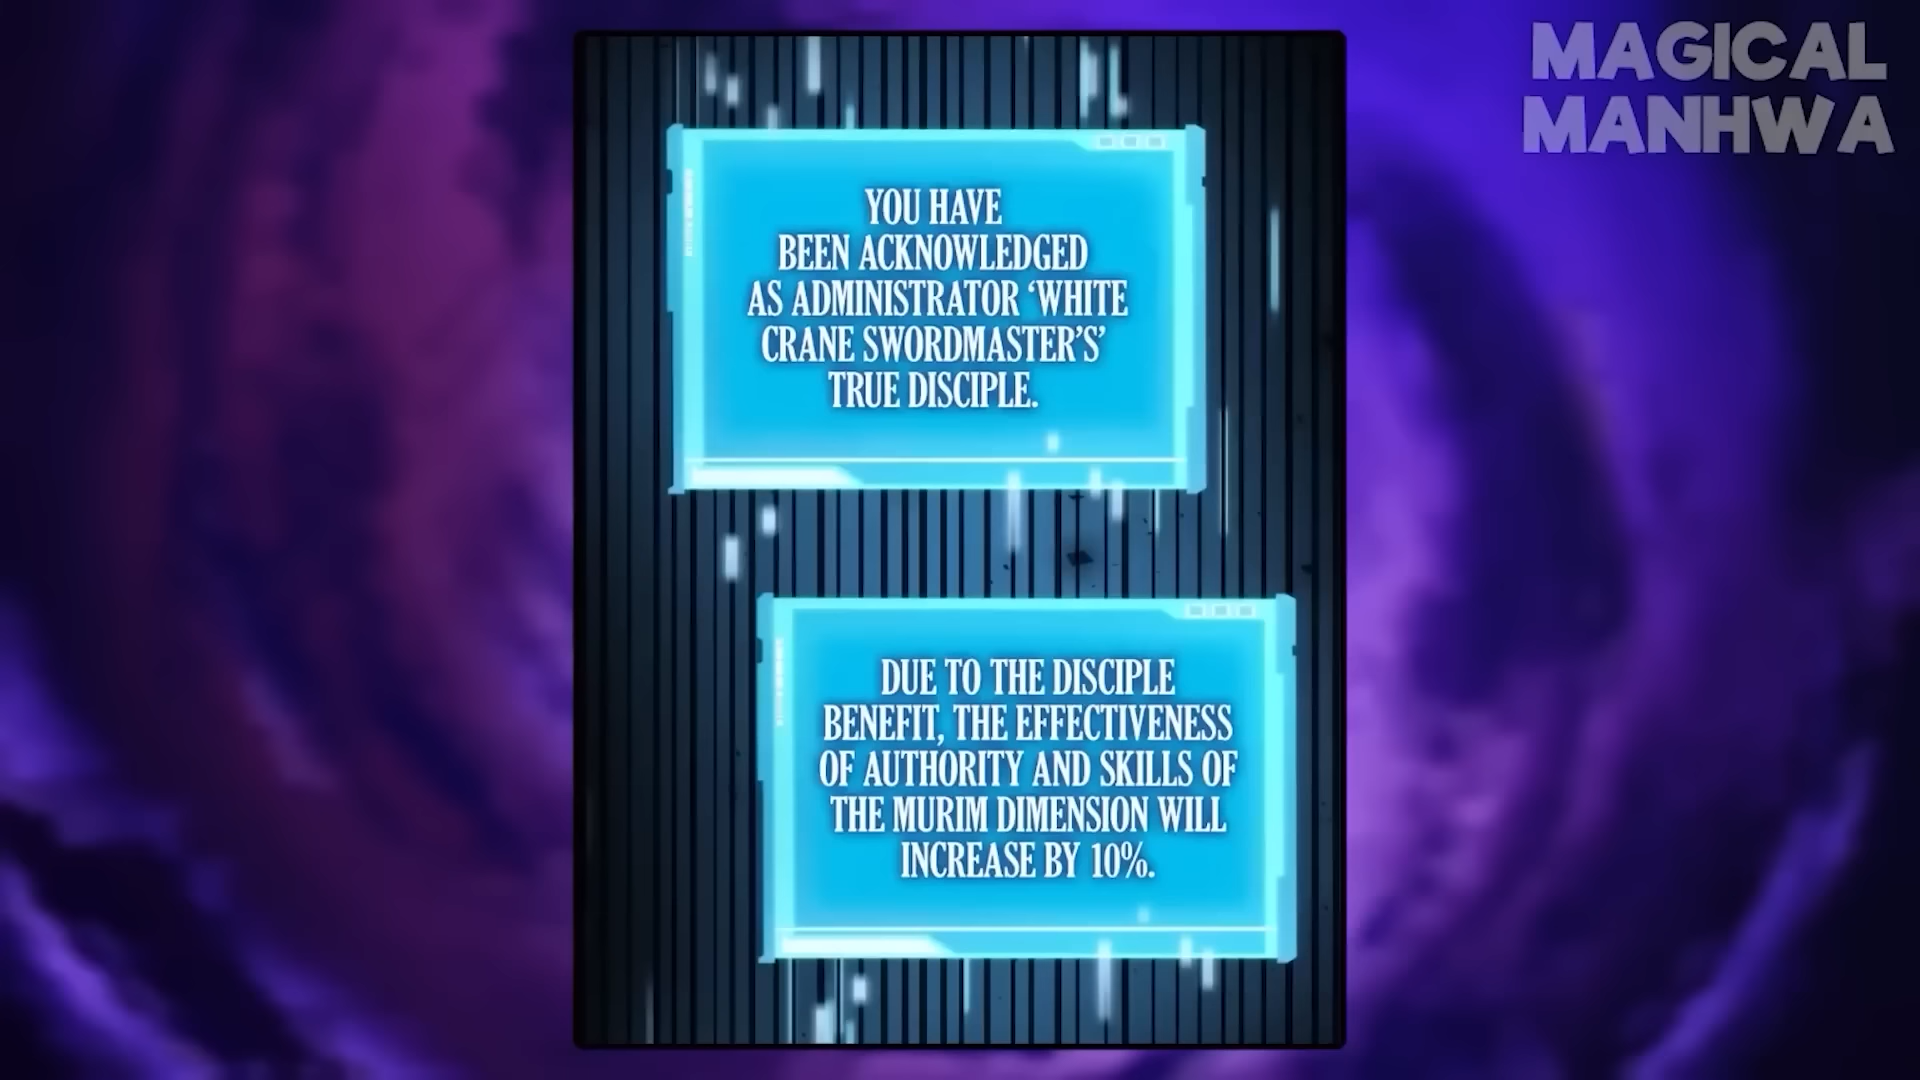 MAGICAL
MANHWA
YOU HAVE
BEEN ACKNOWLEDGED
AS ADMINISTRATOR ‘WHITE
CRANE SWORDMASTER’S’
TRUE DISCIPLE.
DUE TO THE DISCIPLE
BENEFIT, THE EFFECTIVENESS
OF AUTHORITY AND SKILLS OF
THE MURIM DIMENSION WILL
INCREASE BY 10%.